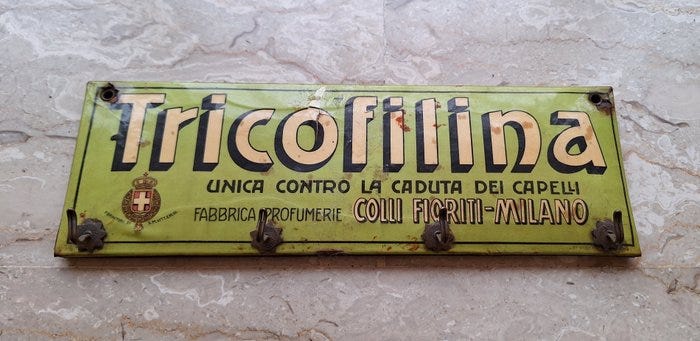 Tricofilina
UNICA CONTRO LA CADUTA DEI CAPELLI
FABBRICA PROFUMERIE COLLI FIORITI-MILANO